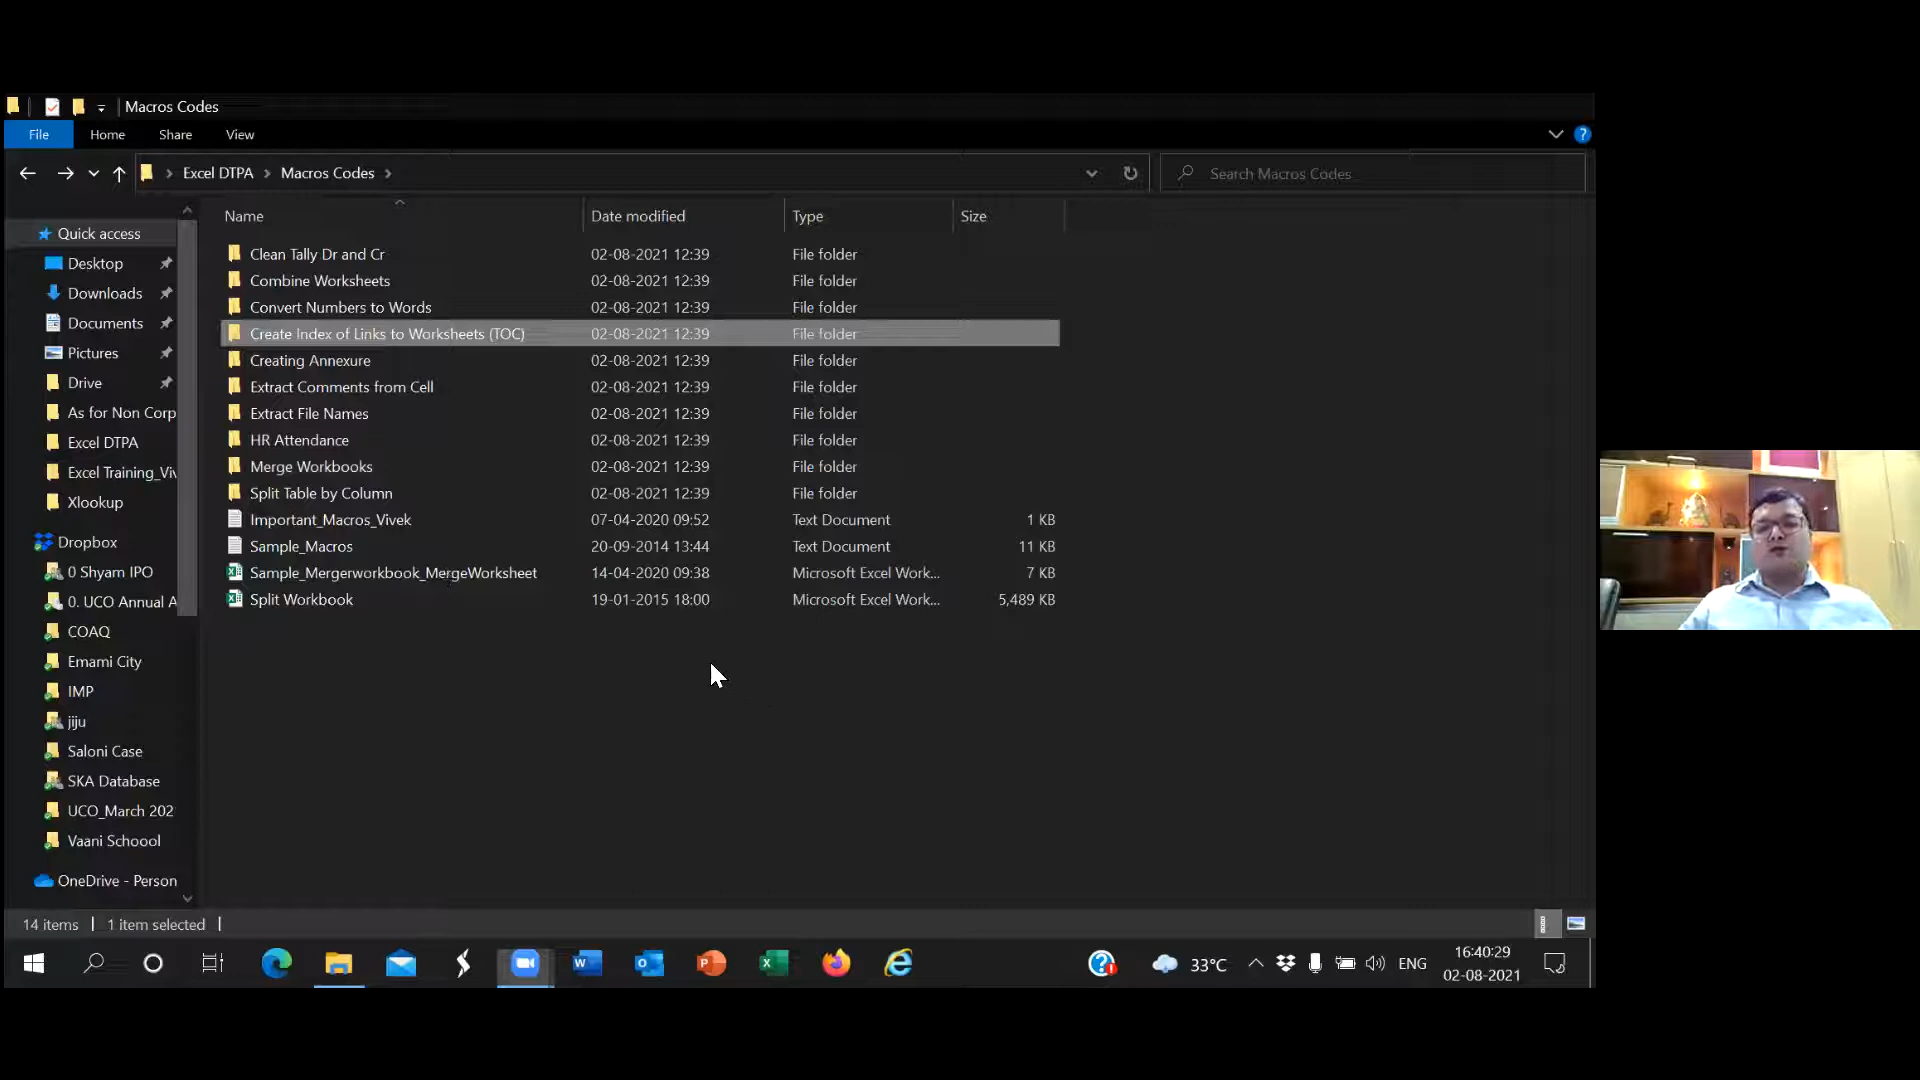 Macros Codes
File Home Share View
Excel DTPA Macros Codes Search Macros Codes
Name Date modified Type Size
Quick access
Desktop
Downloads
Documents
Pictures
Drive
As for Non Corp
Excel DTPA
Excel Training_Viv
Xlookup
Dropbox
0 Shyam IPO
0. UCO Annual A
COAQ
Emami City
IMP
jiju
Saloni Case
SKA Database
UCO_March 202
Vaani Schoool
OneDrive - Person
Clean Tally Dr and Cr 02-08-2021 12:39 File folder
Combine Worksheets 02-08-2021 12:39 File folder
Convert Numbers to Words 02-08-2021 12:39 File folder
Create Index of Links to Worksheets (TOC) 02-08-2021 12:39 File folder
Creating Annexure 02-08-2021 12:39 File folder
Extract Comments from Cell 02-08-2021 12:39 File folder
Extract File Names 02-08-2021 12:39 File folder
HR Attendance 02-08-2021 12:39 File folder
Merge Workbooks 02-08-2021 12:39 File folder
Split Table by Column 02-08-2021 12:39 File folder
Important_Macros_Vivek 07-04-2020 09:52 Text Document 1 KB
Sample_Macros 20-09-2014 13:44 Text Document 11 KB
Sample_Mergerworkbook_MergeWorksheet 14-04-2020 09:38 Microsoft Excel Work... 7 KB
Split Workbook 19-01-2015 18:00 Microsoft Excel Work... 5,489 KB
14 items 1 item selected
33°C ENG 16:40:29
02-08-2021